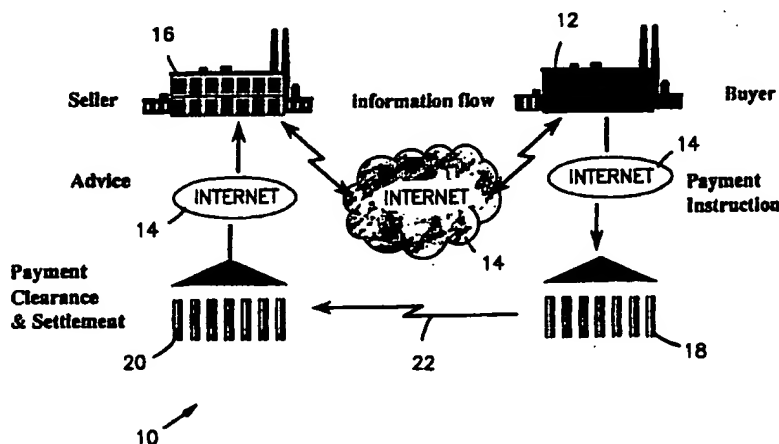 16
12
Seller
information flow
Buyer
14
Advice
INTERNET
INTERNET
INTERNET
Payment
Instruction
14
14
Payment
Clearance
& Settlement
20
22
18
10